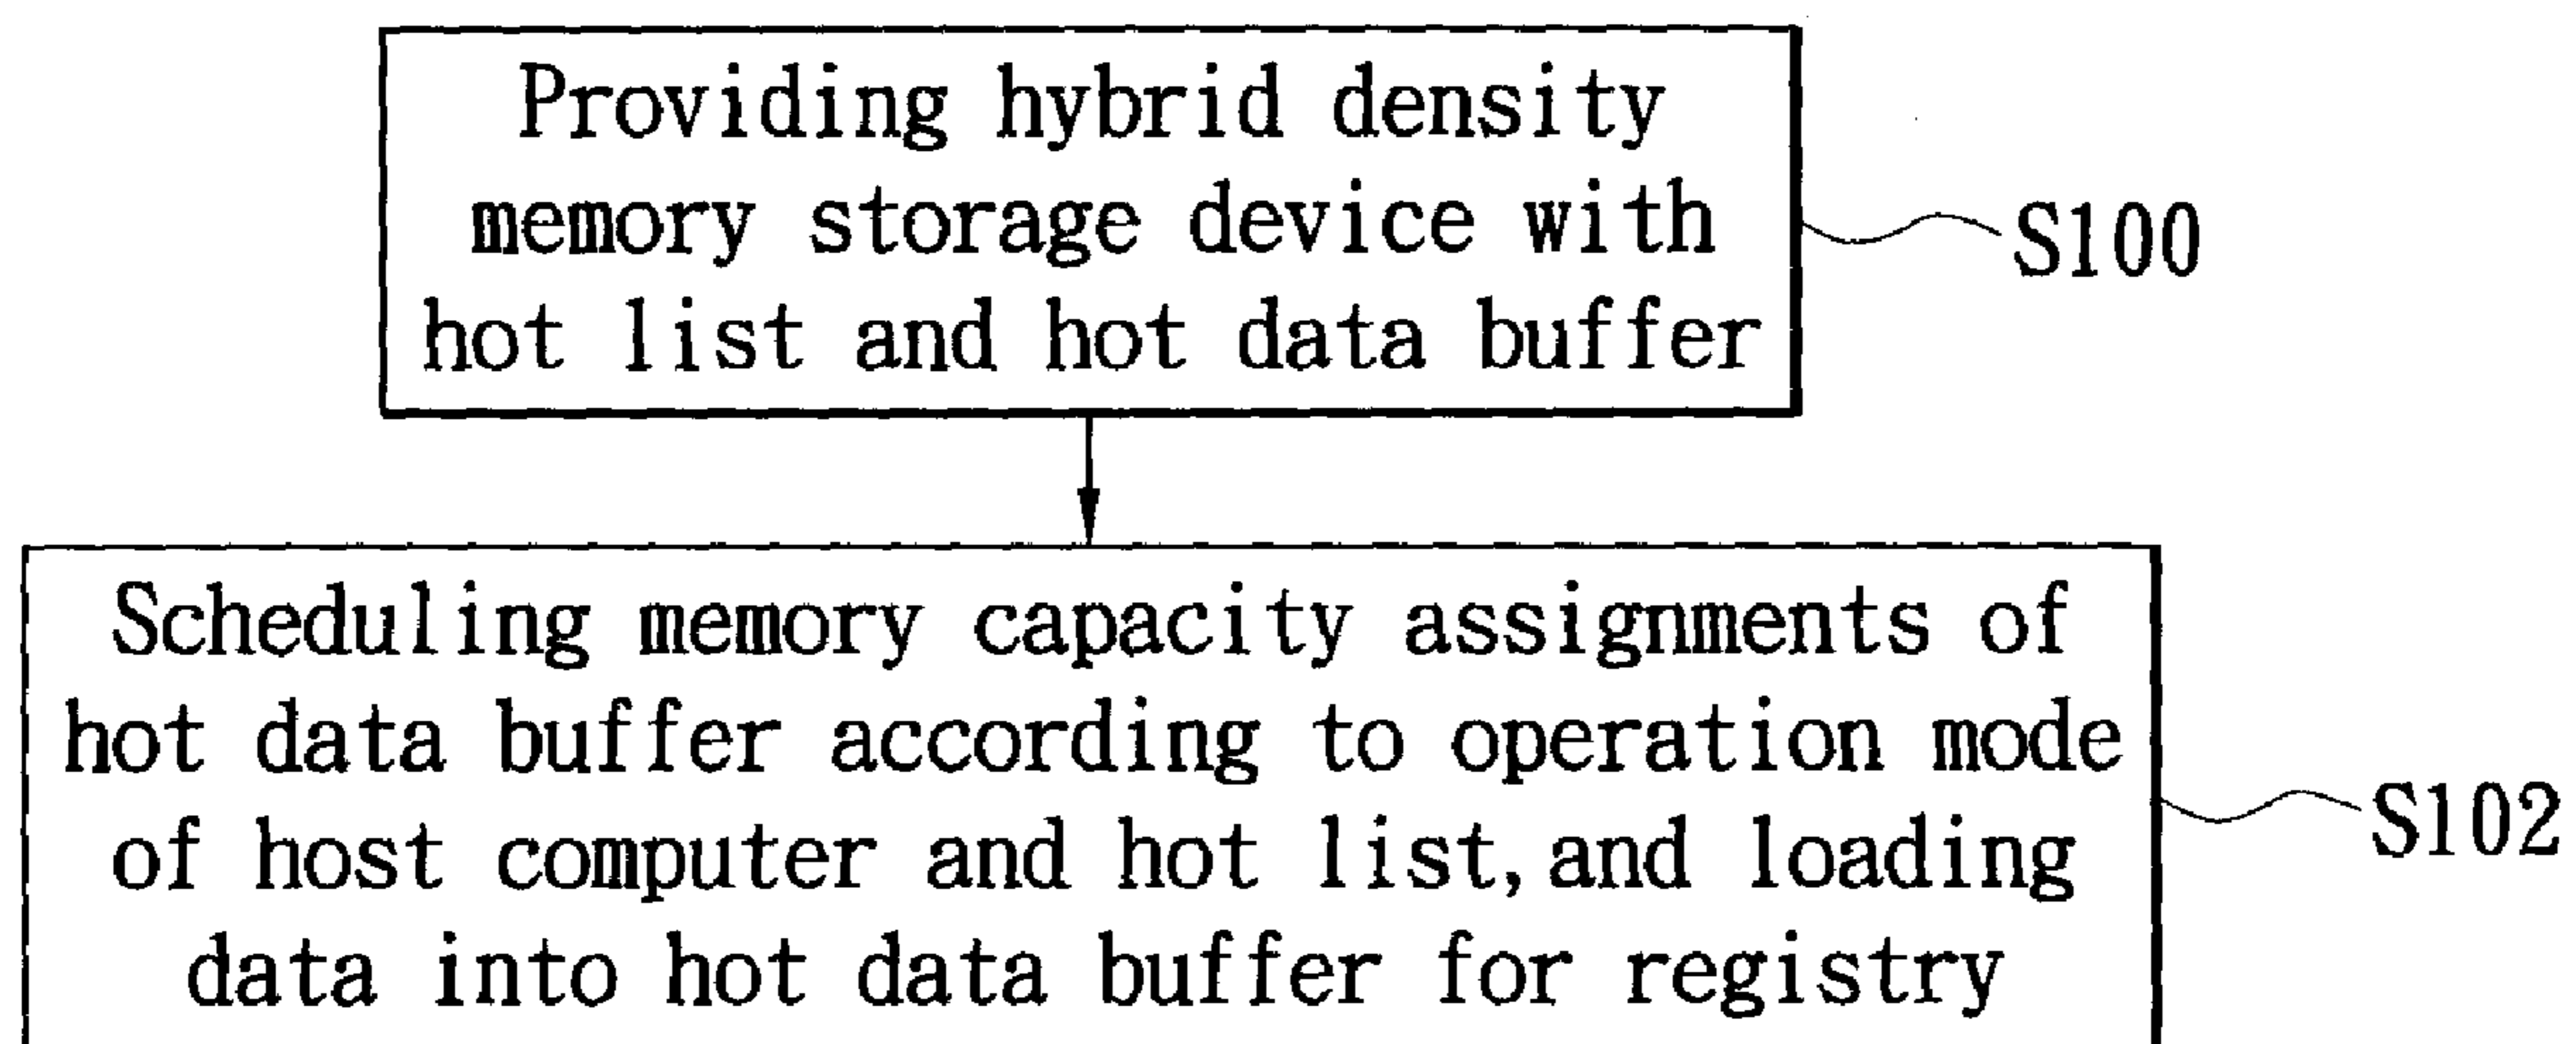 Providing hybrid density
memory storage device with
hot list and hot data buffer
S100
Scheduling memory capacity assignments of
hot data buffer according to operation mode
of host computer and hot list,and loading
data into hot data buffer for registry
S102